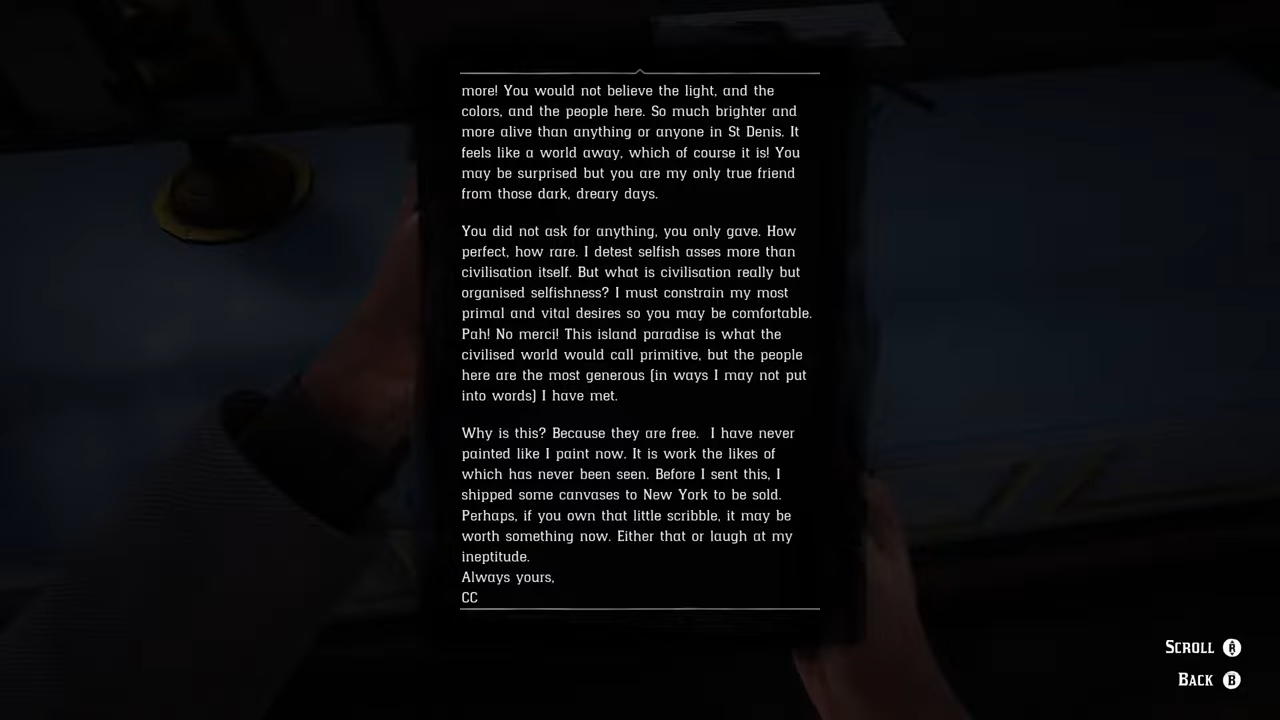 more! You would not believe the light, and the
colors, and the people here. So much brighter and
more alive than anything or anyone in St Denis. It
feels like a world away, which of course it is! You
may be surprised but you are my only true friend
from those dark, dreary days.
You did not ask for anything, you only gave. How
perfect, how rare. I detest selfish asses more than
civilisation itself. But what is civilisation really but
organised selfishness? I must constrain my most
primal and vital desires so you may be comfortable.
Pah! No merci! This island paradise is what the
civilised world would call primitive, but the people
here are the most generous (in ways I may not put
into words) I have met.
Why is this? Because they are free.  I have never
painted like I paint now. It is work the likes of
which has never been seen. Before I sent this, I
shipped some canvases to New York to be sold.
Perhaps, if you own that little scribble, it may be
worth something now. Either that or laugh at my
ineptitude.
Always yours,
CC
SCROLL R
BACK B